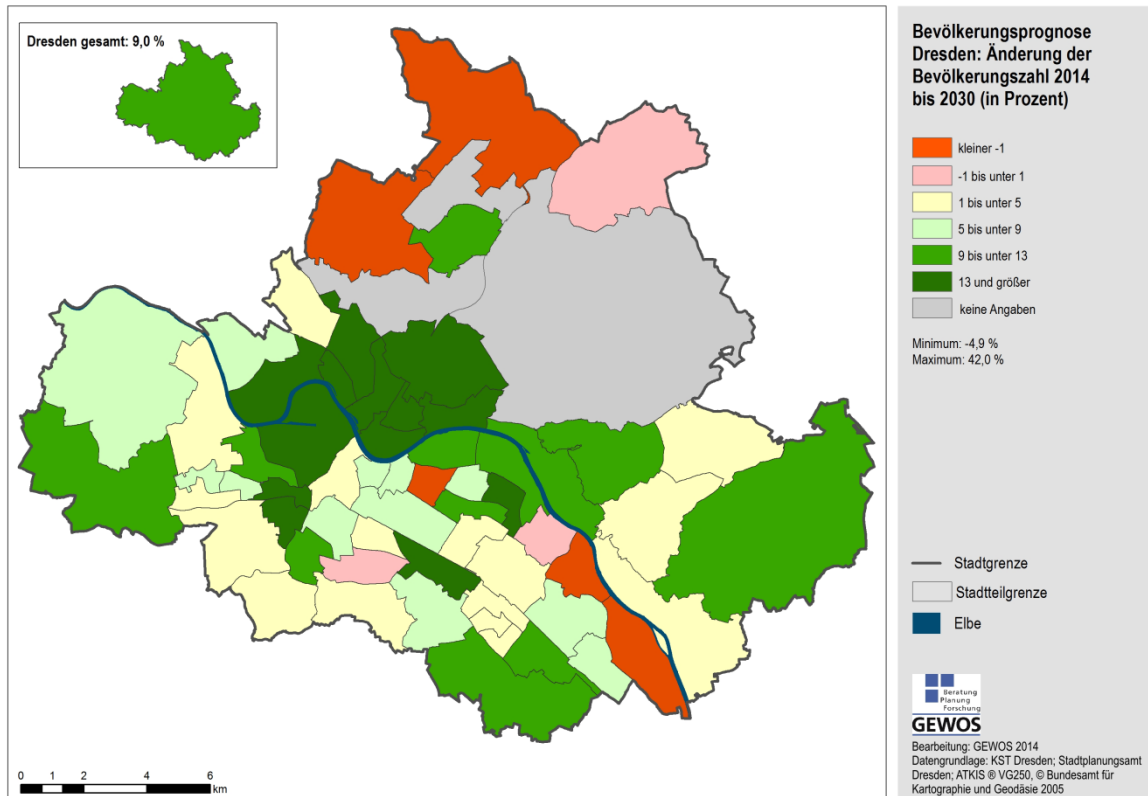 Dresden gesamt: 9,0 %
Bevölkerungsprognose
Dresden: Änderung der
Bevölkerungszahl 2014
bis 2030 (in Prozent)
kleiner -1
-1 bis unter 1
1 bis unter 5
5 bis unter 9
9 bis unter 13
13 und größer
keine Angaben
Minimum: -4,9 %
Maximum: 42,0 %
Stadtgrenze
Stadtteilgrenze
Elbe
Beratung
Planung
Forschung
GEWOS
Bearbeitung: GEWOS 2014
Datengrundlage: KST Dresden; Stadtplanungsamt
Dresden; ATKIS ® VG250, © Bundesamt für
Kartographie und Geodäsie 2005
0 1 2 4 6
km